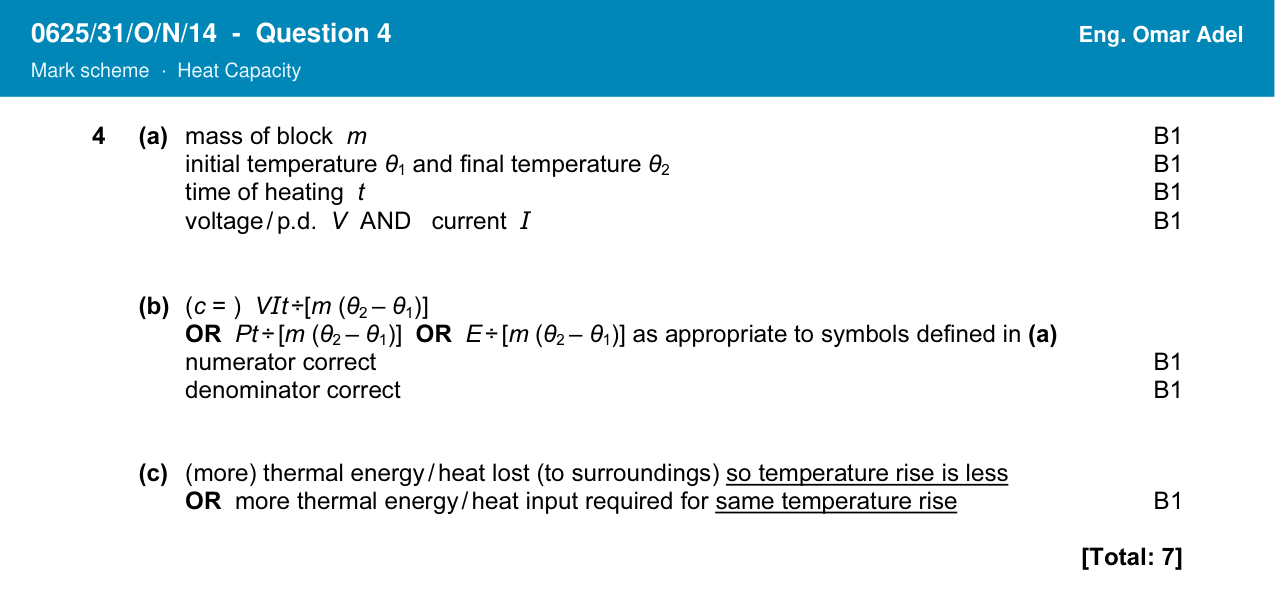 0625/31/O/N/14 - Question 4
Eng. Omar Adel
Mark scheme · Heat Capacity
4 (a) mass of block m B1
initial temperature θ₁ and final temperature θ₂ B1
time of heating t B1
voltage/p.d. V AND current I B1
(b) (c = ) VIt÷[m (θ₂ – θ₁)]
OR Pt÷[m (θ₂ – θ₁)] OR E÷[m (θ₂ – θ₁)] as appropriate to symbols defined in (a)
numerator correct B1
denominator correct B1
(c) (more) thermal energy/heat lost (to surroundings) so temperature rise is less
OR more thermal energy/heat input required for same temperature rise B1
[Total: 7]